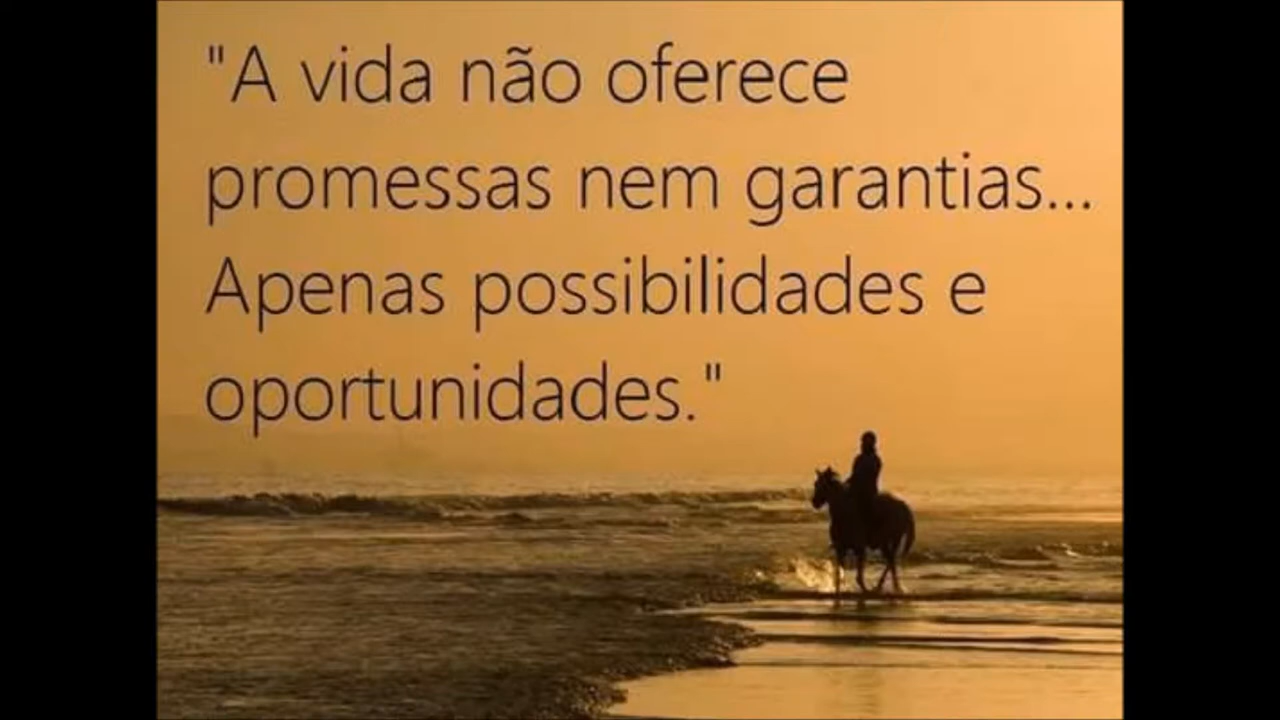 "A vida não oferece
promessas nem garantias...
Apenas possibilidades e
oportunidades."